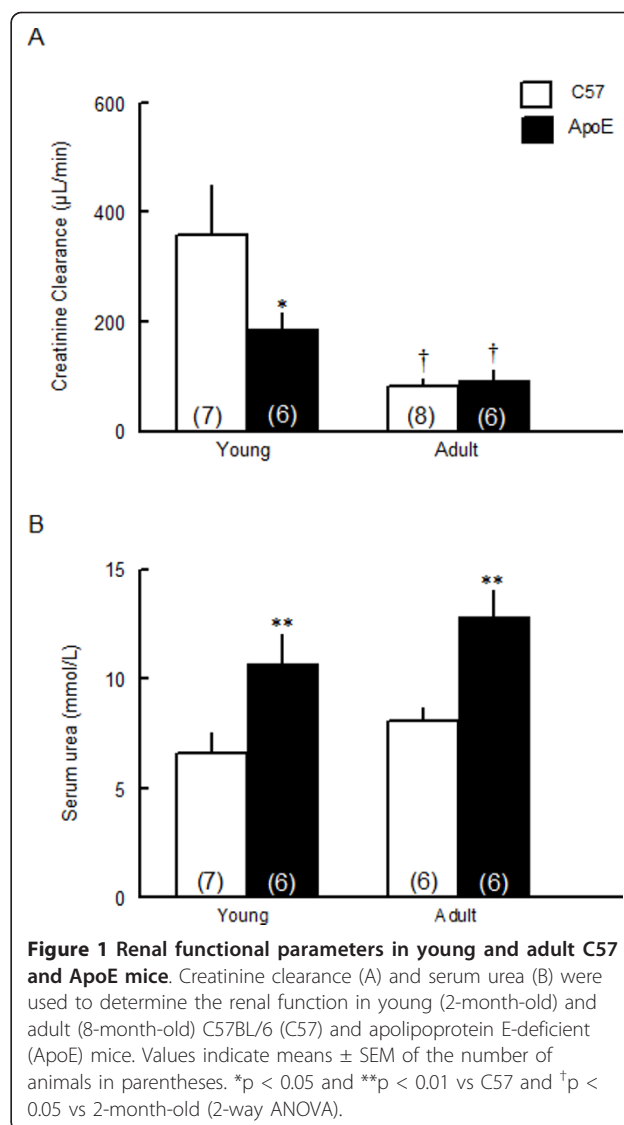 A
600
C57
ApoE
Creatinine Clearance (µL/min)
400
*
200
† †
0
(7) (6) (8) (6)
Young Adult
B
15
**
**
Serum urea (mmol/L)
10
5
0
(7) (6) (6) (6)
Young Adult
Figure 1 Renal functional parameters in young and adult C57
and ApoE mice. Creatinine clearance (A) and serum urea (B) were
used to determine the renal function in young (2-month-old) and
adult (8-month-old) C57BL/6 (C57) and apolipoprotein E-deficient
(ApoE) mice. Values indicate means ± SEM of the number of
animals in parentheses. *p < 0.05 and **p < 0.01 vs C57 and †p <
0.05 vs 2-month-old (2-way ANOVA).